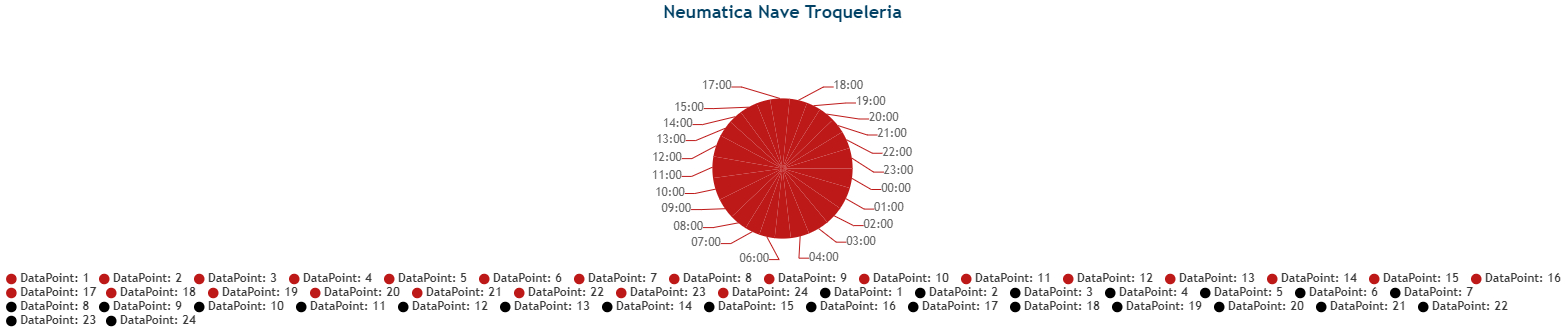 Neumatica Nave Troqueleria
17:00 18:00
15:00 19:00
14:00 20:00
13:00 21:00
12:00 22:00
11:00 23:00
10:00 00:00
09:00 01:00
08:00 02:00
07:00 03:00
06:00 04:00
DataPoint: 1 DataPoint: 2 DataPoint: 3 DataPoint: 4 DataPoint: 5 DataPoint: 6 DataPoint: 7 DataPoint: 8 DataPoint: 9 DataPoint: 10 DataPoint: 11 DataPoint: 12 DataPoint: 13 DataPoint: 14 DataPoint: 15 DataPoint: 16
DataPoint: 17 DataPoint: 18 DataPoint: 19 DataPoint: 20 DataPoint: 21 DataPoint: 22 DataPoint: 23 DataPoint: 24 DataPoint: 1 DataPoint: 2 DataPoint: 3 DataPoint: 4 DataPoint: 5 DataPoint: 6 DataPoint: 7
DataPoint: 8 DataPoint: 9 DataPoint: 10 DataPoint: 11 DataPoint: 12 DataPoint: 13 DataPoint: 14 DataPoint: 15 DataPoint: 16 DataPoint: 17 DataPoint: 18 DataPoint: 19 DataPoint: 20 DataPoint: 21 DataPoint: 22
DataPoint: 23 DataPoint: 24